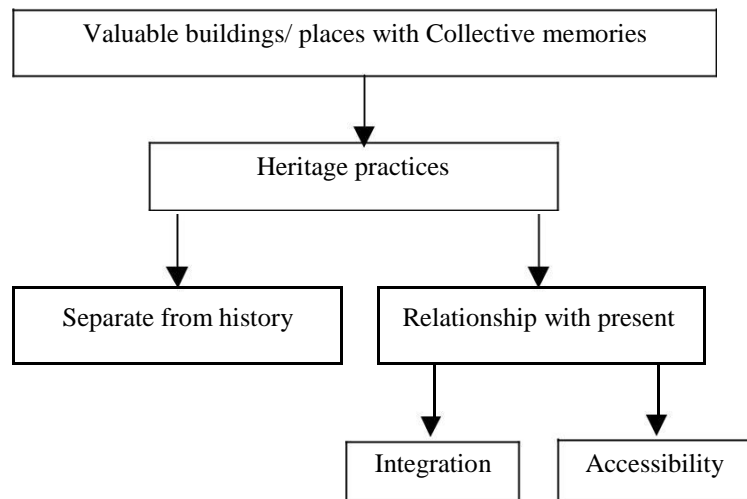 Valuable buildings/ places with Collective memories
Heritage practices
Separate from history
Relationship with present
Integration
Accessibility